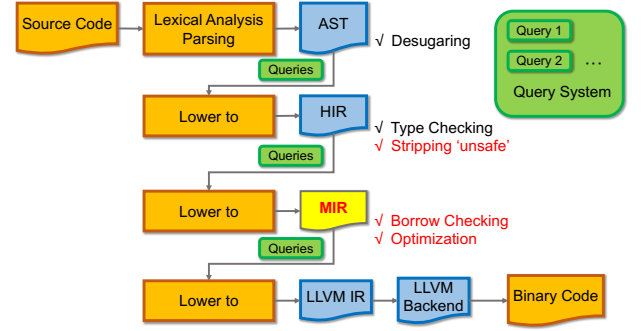 Source Code
Lexical Analysis
Parsing
AST
√ Desugaring
Queries
Query 1
Query 2 ...
Query System
Lower to
HIR
√ Type Checking
√ Stripping ‘unsafe’
Queries
Lower to
MIR
√ Borrow Checking
√ Optimization
Queries
Lower to
LLVM IR
LLVM
Backend
Binary Code